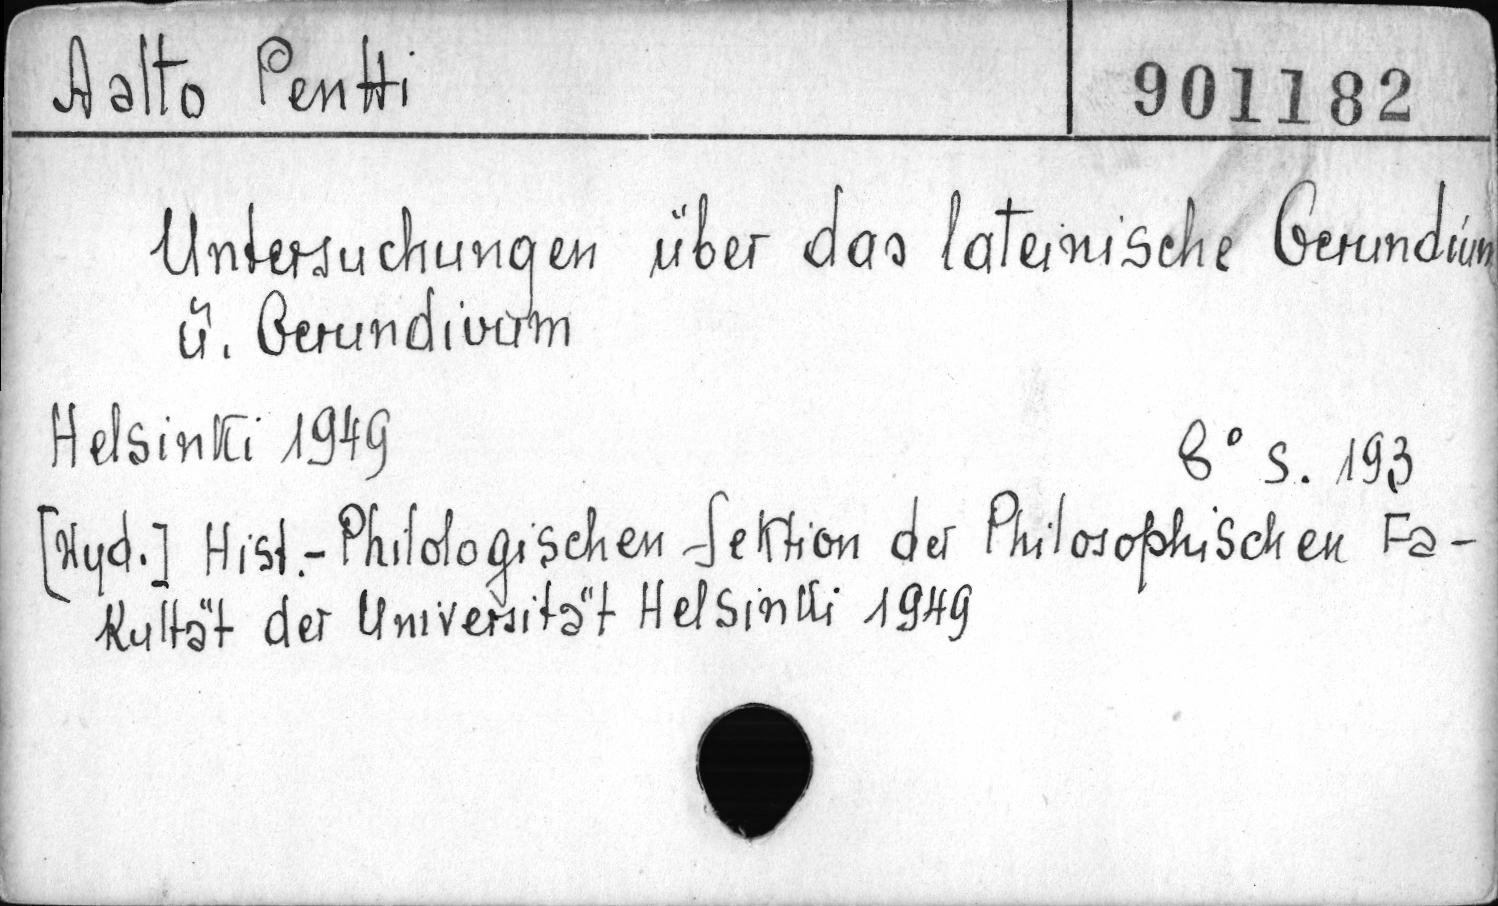 Aalto Pentti
901182
Untersuchungen über das lateinische Gerundium
ü. Gerundivum
Helsinki 1949
8° S. 193
[Wyd.] Hist.-Philologischen Sektion der Philosophischen Fa-
kultät der Universität Helsinki 1949